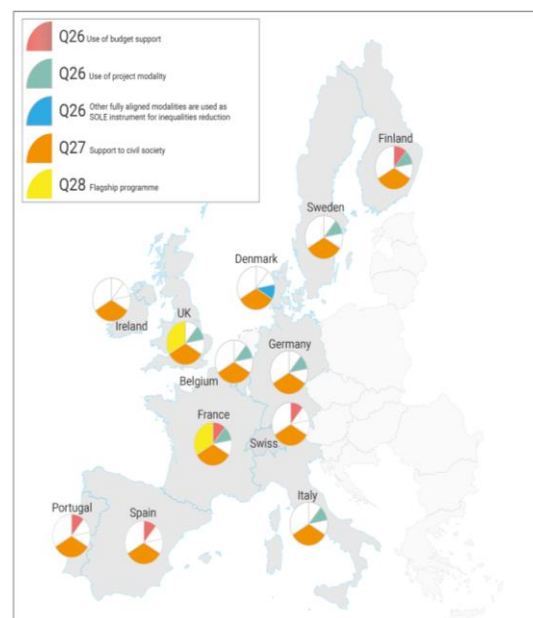 Q26 Use of budget support
Q26 Use of project modality
Q26 Other fully aligned modalities are used as
SOLE instrument for inequalities reduction
Q27 Support to civil society
Q28 Flagship programme
Finland
Sweden
Denmark
UK
Ireland
Germany
Belgium
France
Swiss
Italy
Portugal
Spain